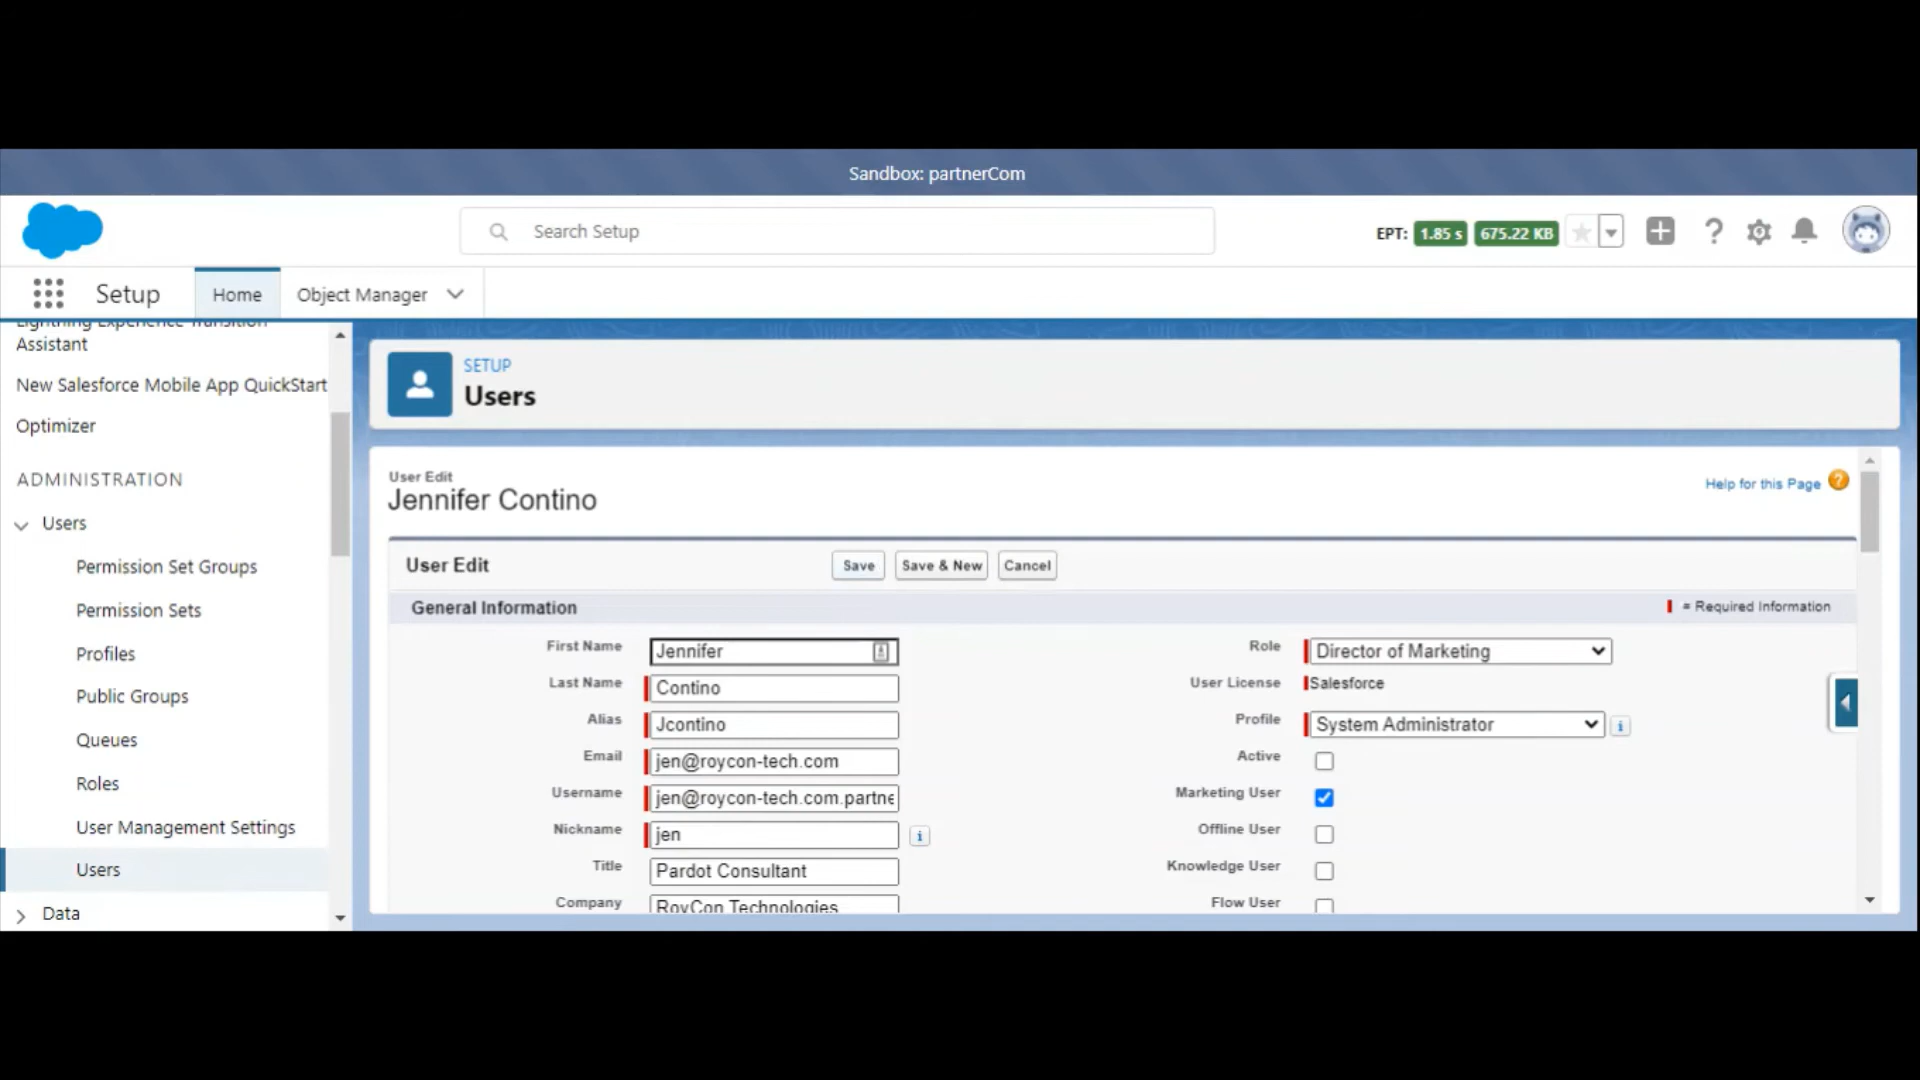 Sandbox: partnerCom
Search Setup
EPT: 1.85 s 675.22 KB
Setup
Home
Object Manager
Lightning Experience Transition
Assistant
New Salesforce Mobile App QuickStart
Optimizer
ADMINISTRATION
Users
Permission Set Groups
Permission Sets
Profiles
Public Groups
Queues
Roles
User Management Settings
Users
Data
SETUP
Users
User Edit
Jennifer Contino
Help for this Page
User Edit
Save
Save & New
Cancel
General Information
= Required Information
First Name Jennifer
Last Name Contino
Alias Jcontino
Email jen@roycon-tech.com
Username jen@roycon-tech.com.partne
Nickname jen
Title Pardot Consultant
Company RoyCon Technologies
Role Director of Marketing
User License Salesforce
Profile System Administrator
Active
Marketing User
Offline User
Knowledge User
Flow User